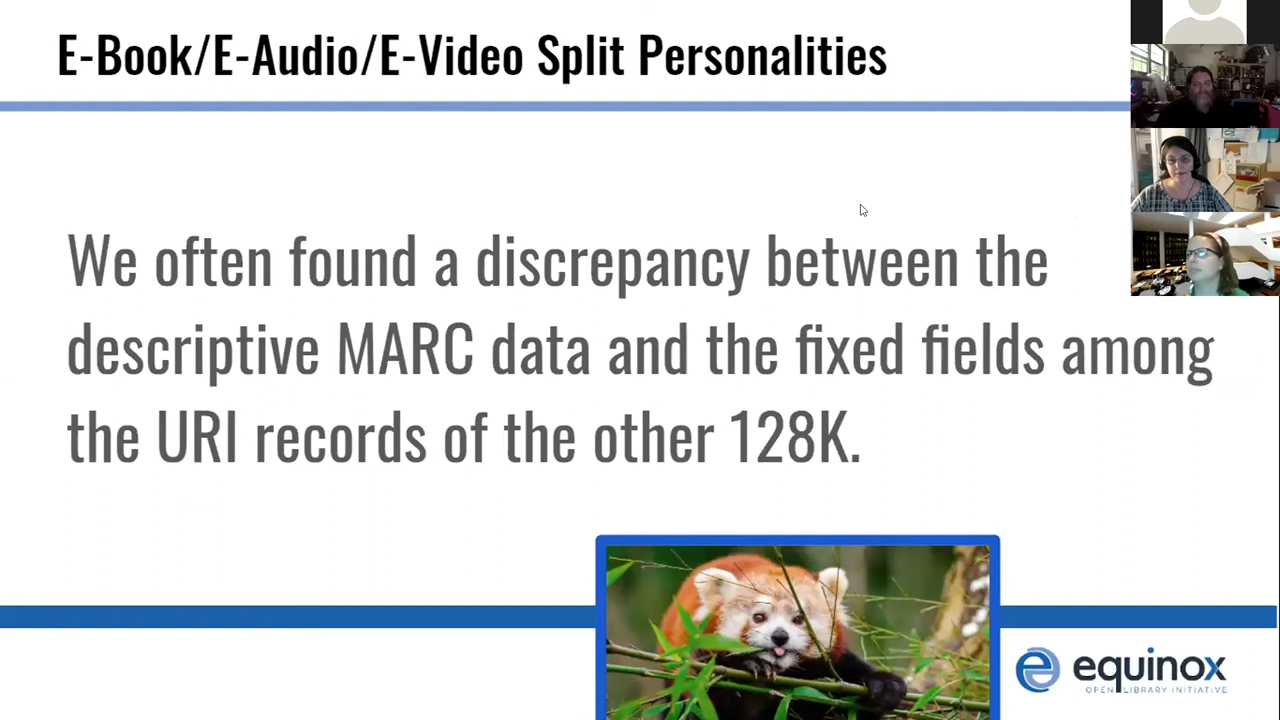 E-Book/E-Audio/E-Video Split Personalities
We often found a discrepancy between the
descriptive MARC data and the fixed fields among
the URI records of the other 128K.
equinox
OPEN LIBRARY INITIATIVE